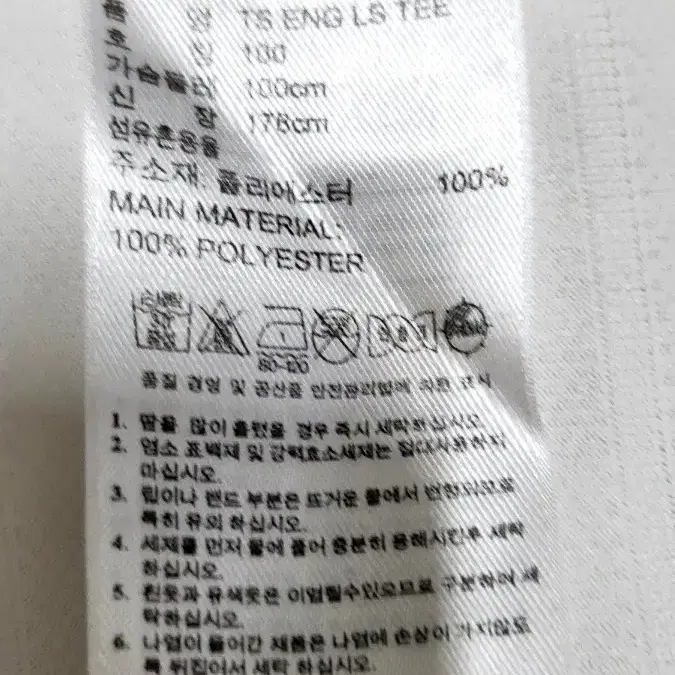 품 명 TS ENG LS TEE
호 칭 100
가슴둘레 100cm
신 장 176cm
섬유혼용율
주소재: 폴리에스터 100%
MAIN MATERIAL:
100% POLYESTER
80-120
품질 경영 및 공산품 안전관리법에 의한 표시
1. 땀을 많이 흘렸을 경우 즉시 세탁하십시오.
2. 염소 표백제 및 강력효소세제는 절대사용하지
마십시오.
3. 립이나 밴드 부분은 뜨거운 물에서 변형되므로
특히 유의 하십시오.
4. 세제를 먼저 물에 풀어 충분히 용해시킨후 세탁
하십시오.
5. 흰옷과 유색옷은 이염될수있으므로 구분하여 세
탁하십시오.
6. 나염이 들어간 제품은 나염에 손상이 가지않도
록 뒤집어서 세탁 하십시오.